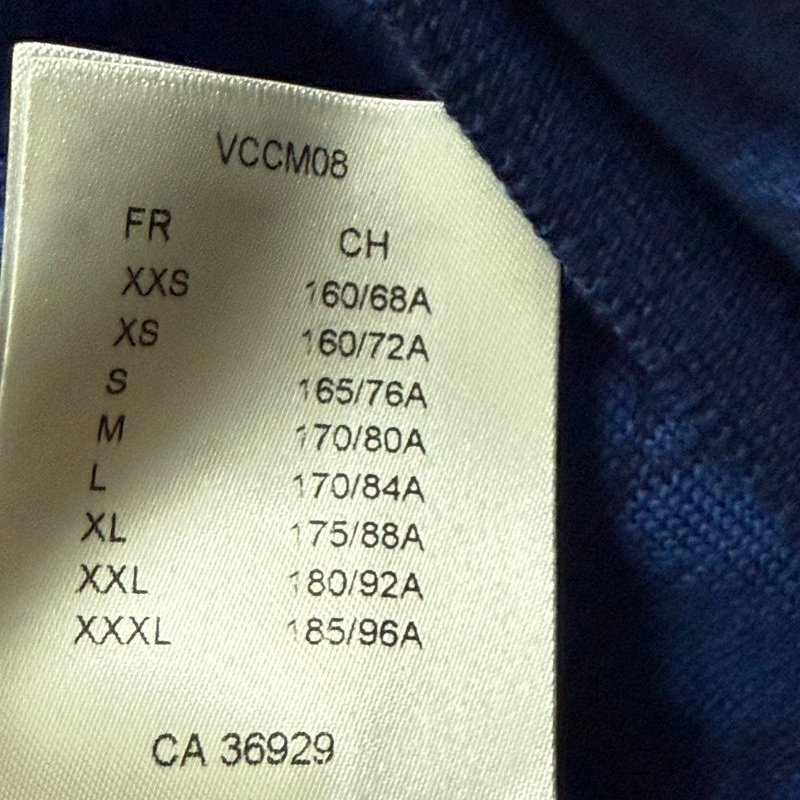 VCCM08
FR CH
XXS 160/68A
XS 160/72A
S 165/76A
M 170/80A
L 170/84A
XL 175/88A
XXL 180/92A
XXXL 185/96A
CA 36929